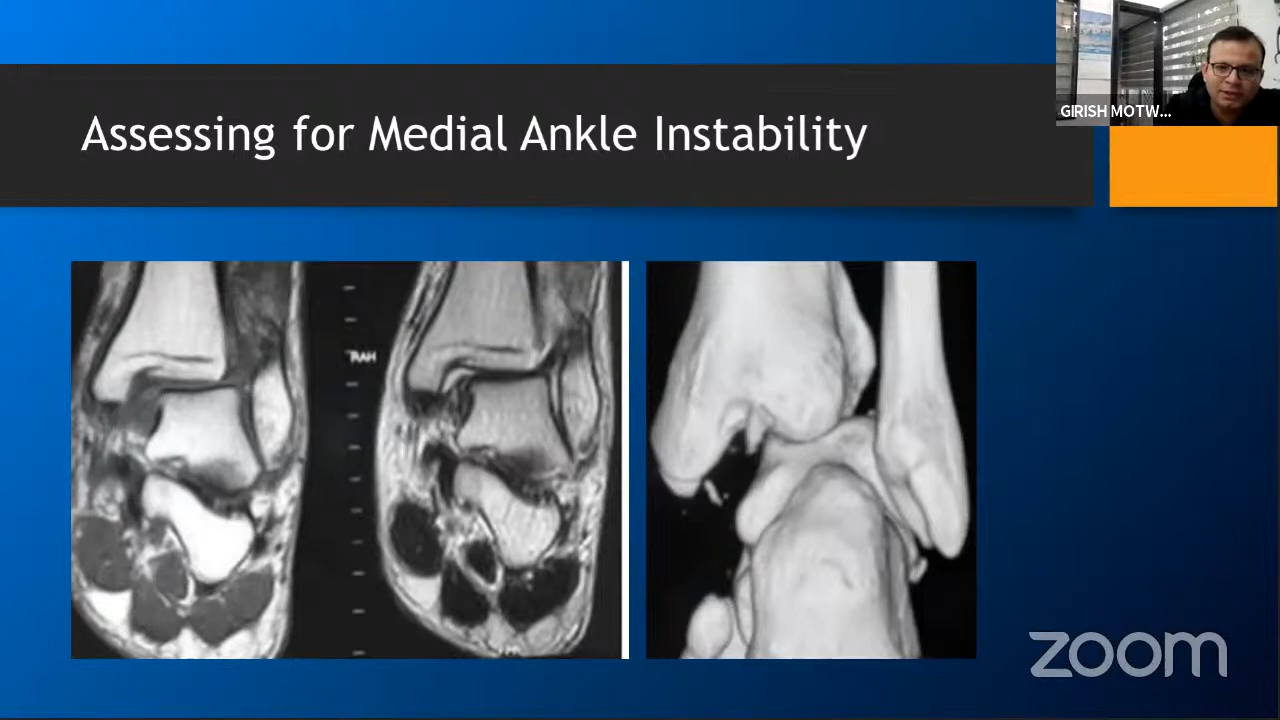 Assessing for Medial Ankle Instability
GIRISH MOTW...
RAH
zoom